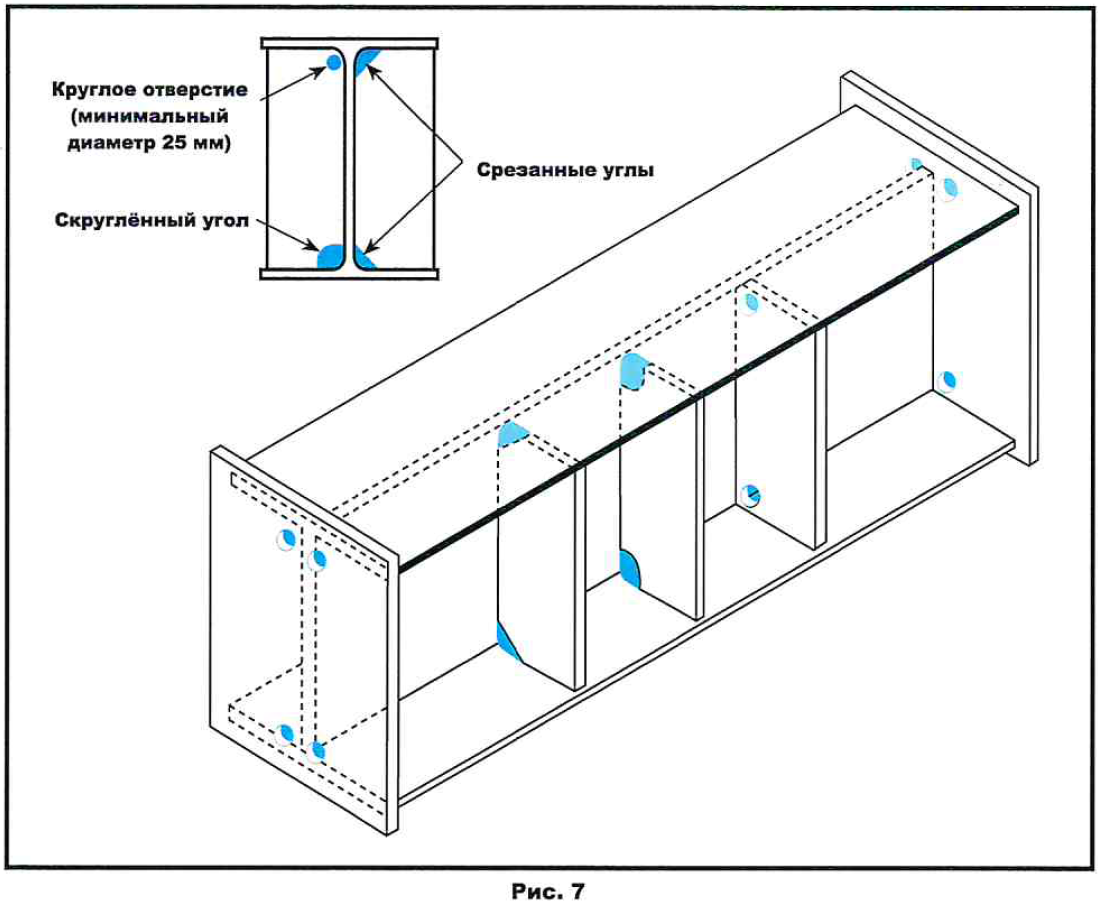 Круглое отверстие
(минимальный
диаметр 25 мм)
Срезанные углы
Скруглённый угол
Рис. 7